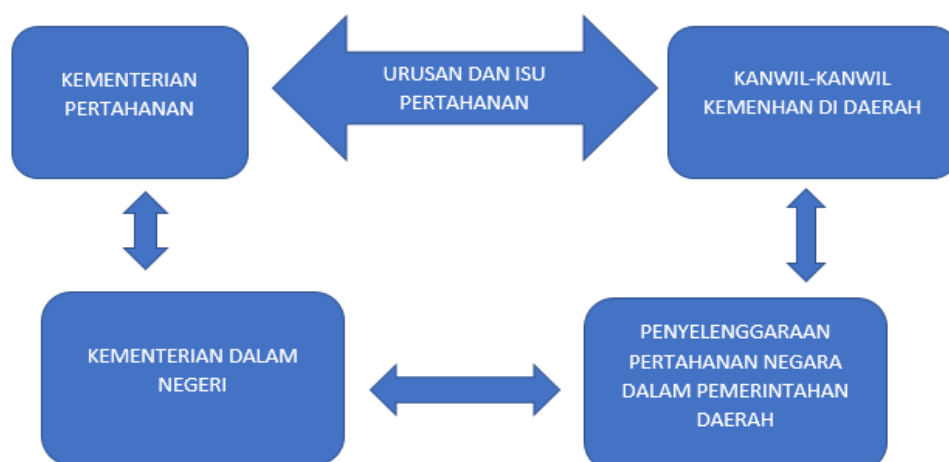 KEMENTERIAN
PERTAHANAN
URUSAN DAN ISU
PERTAHANAN
KANWIL-KANWIL
KEMENHAN DI DAERAH
KEMENTERIAN DALAM
NEGERI
PENYELENGGARAAN
PERTAHANAN NEGARA
DALAM PEMERINTAHAN
DAERAH